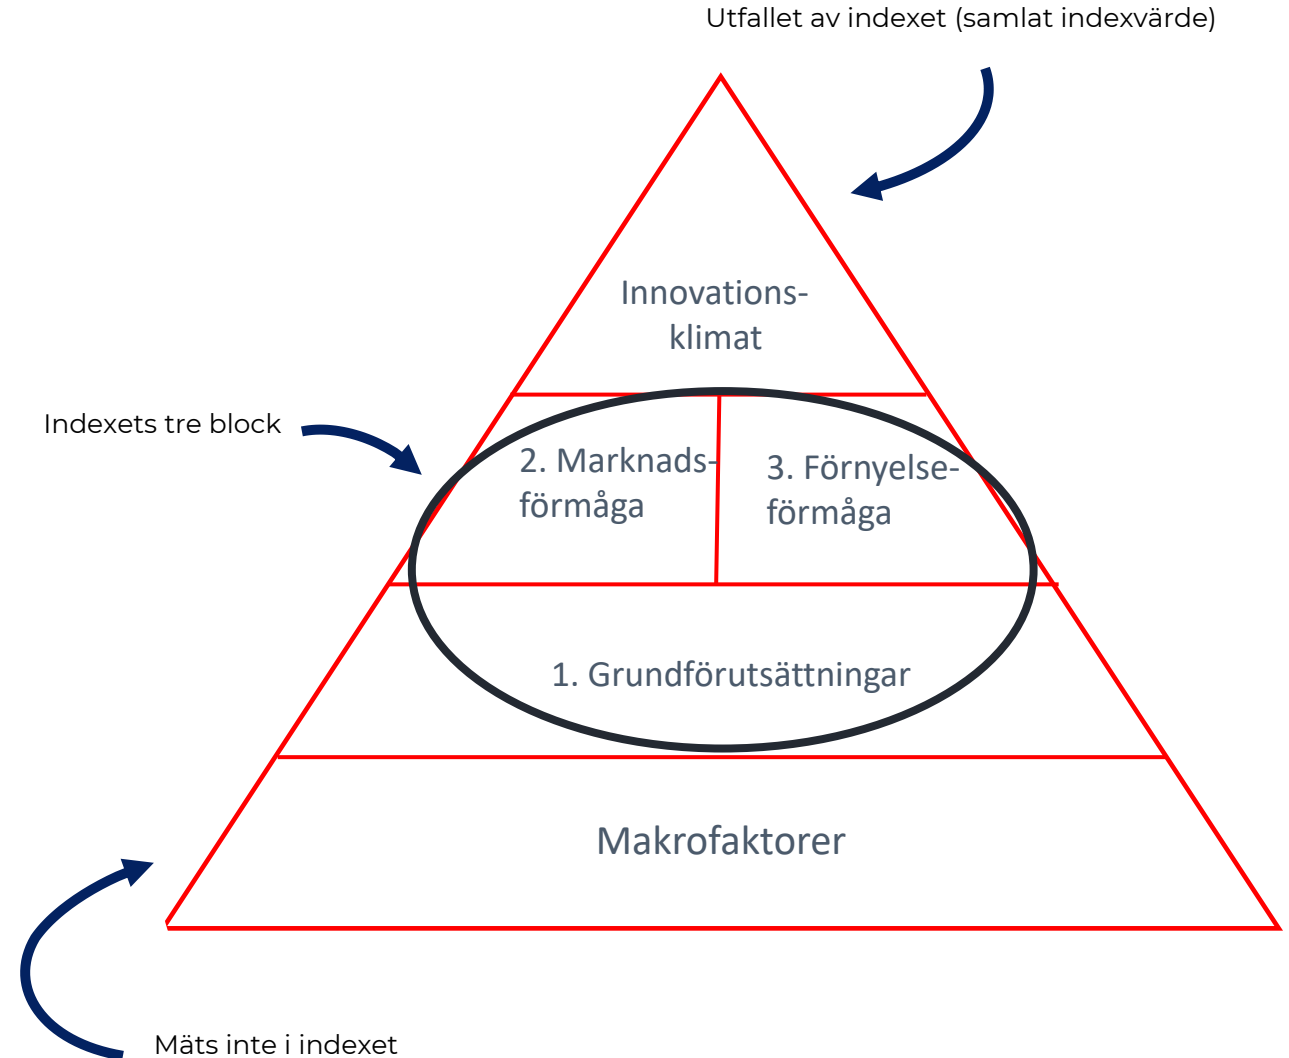 Utfallet av indexet (samlat indexvärde)
Innovations-
klimat
Indexets tre block
2. Marknads-
förmåga
3. Förnyelse-
förmåga
1. Grundförutsättningar
Makrofaktorer
Mäts inte i indexet